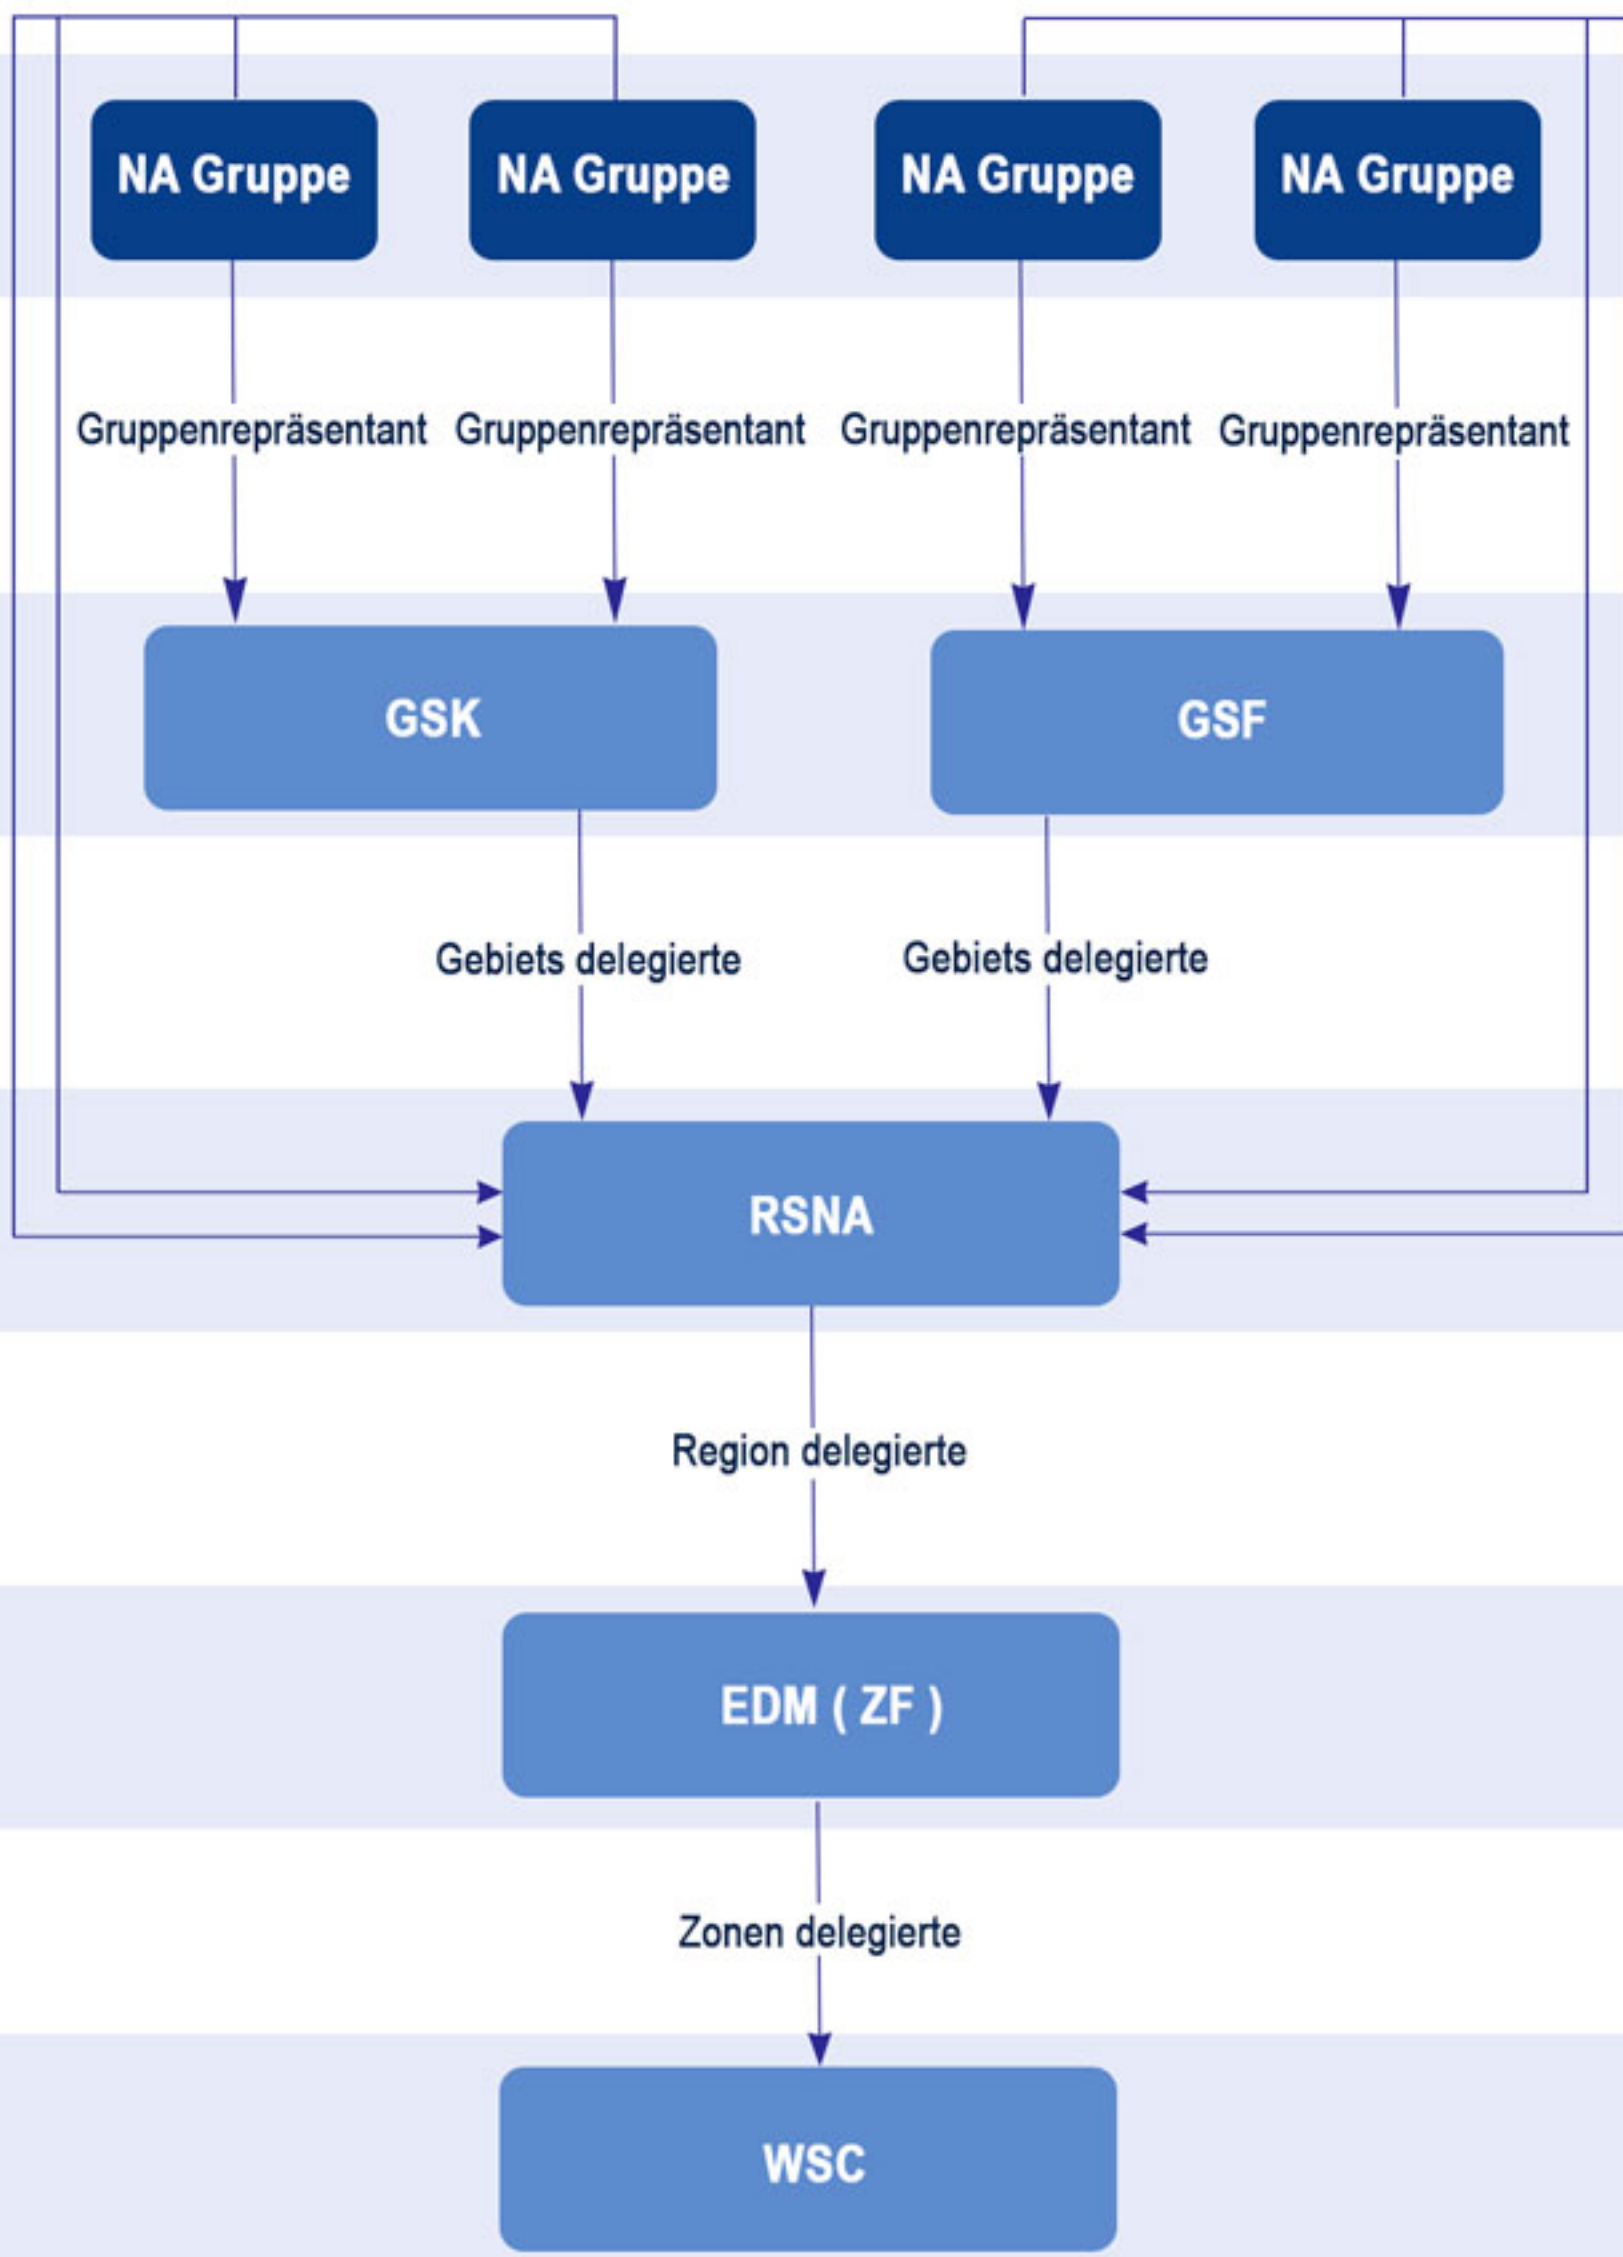 NA Gruppe
NA Gruppe
NA Gruppe
NA Gruppe
Gruppenrepräsentant
Gruppenrepräsentant
Gruppenrepräsentant
Gruppenrepräsentant
GSK
GSF
Gebiets delegierte
Gebiets delegierte
RSNA
Region delegierte
EDM ( ZF )
Zonen delegierte
WSC